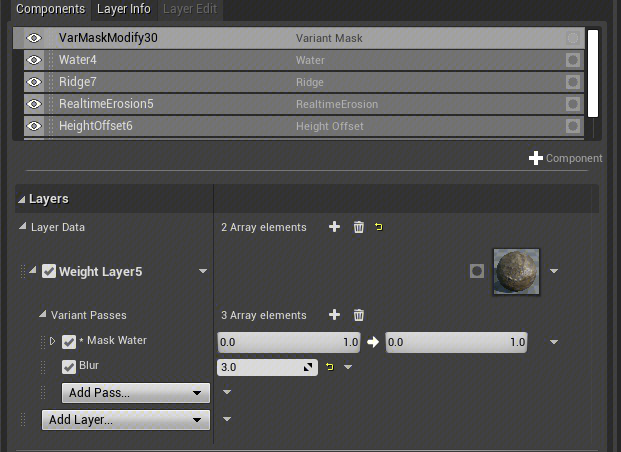 Components Layer Info Layer Edit
VarMaskModify30 Variant Mask
Water4 Water
Ridge7 Ridge
RealtimeErosion5 RealtimeErosion
HeightOffset6 Height Offset
Component
Layers
Layer Data 2 Array elements
Weight Layer5
Variant Passes 3 Array elements
* Mask Water 0.0 1.0 0.0 1.0
Blur 3.0
Add Pass...
Add Layer...